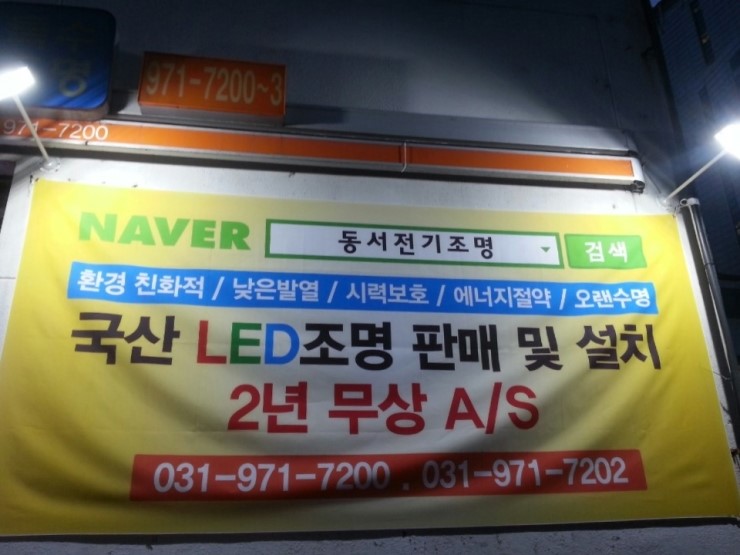 조명
971-7200~3
971-7200
NAVER 동서전기조명 검색
환경 친화적 / 낮은발열 / 시력보호 / 에너지절약 / 오랜수명
국산 LED조명 판매 및 설치
2년 무상 A/S
031-971-7200 . 031-971-7202